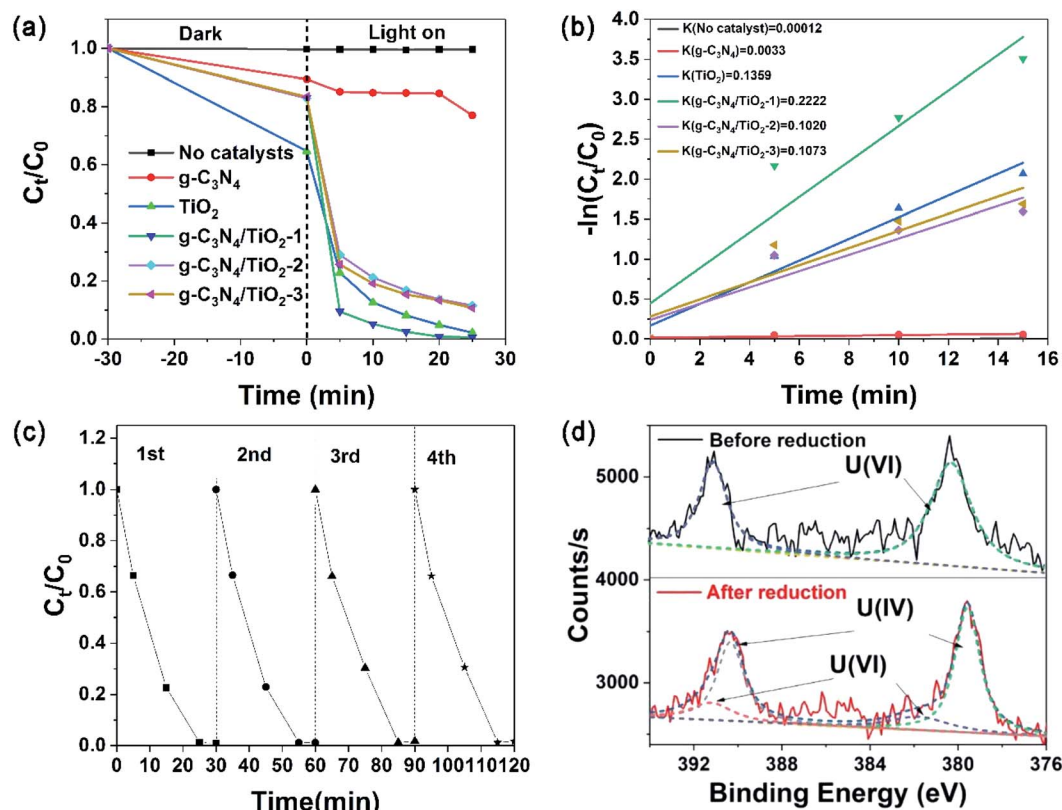 (a)
Dark
Light on
1.0
0.8
0.6
0.4
0.2
0.0
Ct/C0
No catalysts
g-C3N4
TiO2
g-C3N4/TiO2-1
g-C3N4/TiO2-2
g-C3N4/TiO2-3
-30 -20 -10 0 10 20 30
Time (min)
(b)
4.0
3.5
3.0
2.5
2.0
1.5
1.0
0.5
0.0
-ln(Ct/C0)
K(No catalyst)=0.00012
K(g-C3N4)=0.0033
K(TiO2)=0.1359
K(g-C3N4/TiO2-1)=0.2222
K(g-C3N4/TiO2-2)=0.1020
K(g-C3N4/TiO2-3)=0.1073
0 2 4 6 8 10 12 14 16
Time (min)
(c)
1st 2nd 3rd 4th
1.2
1.0
0.8
0.6
0.4
0.2
0.0
Ct/C0
0 10 20 30 40 50 60 70 80 90 100110120
Time(min)
(d)
Before reduction
U(VI)
5000
4000
After reduction
U(IV)
U(VI)
3000
Counts/s
392 388 384 380 376
Binding Energy (eV)